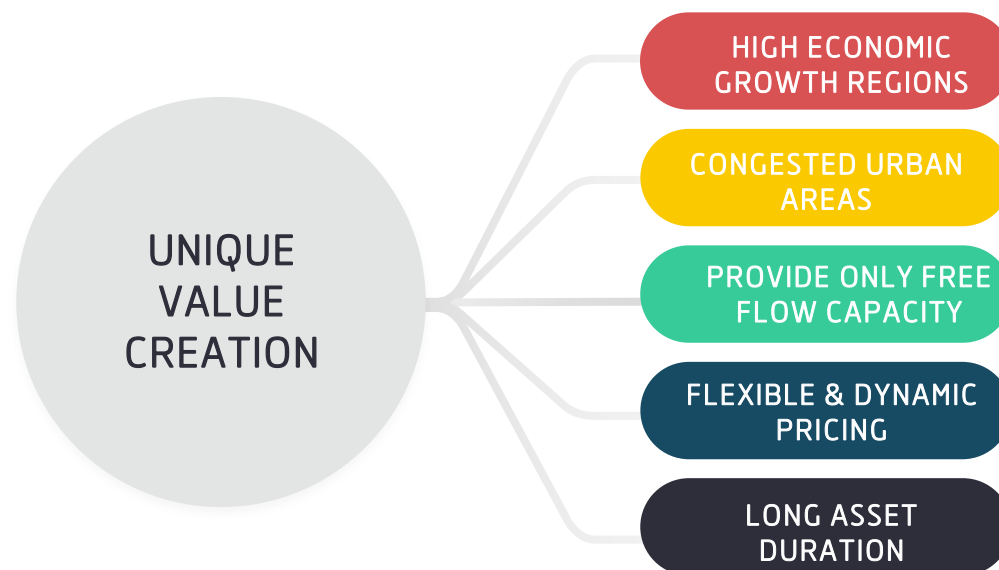 UNIQUE
VALUE
CREATION
HIGH ECONOMIC
GROWTH REGIONS
CONGESTED URBAN
AREAS
PROVIDE ONLY FREE
FLOW CAPACITY
FLEXIBLE & DYNAMIC
PRICING
LONG ASSET
DURATION